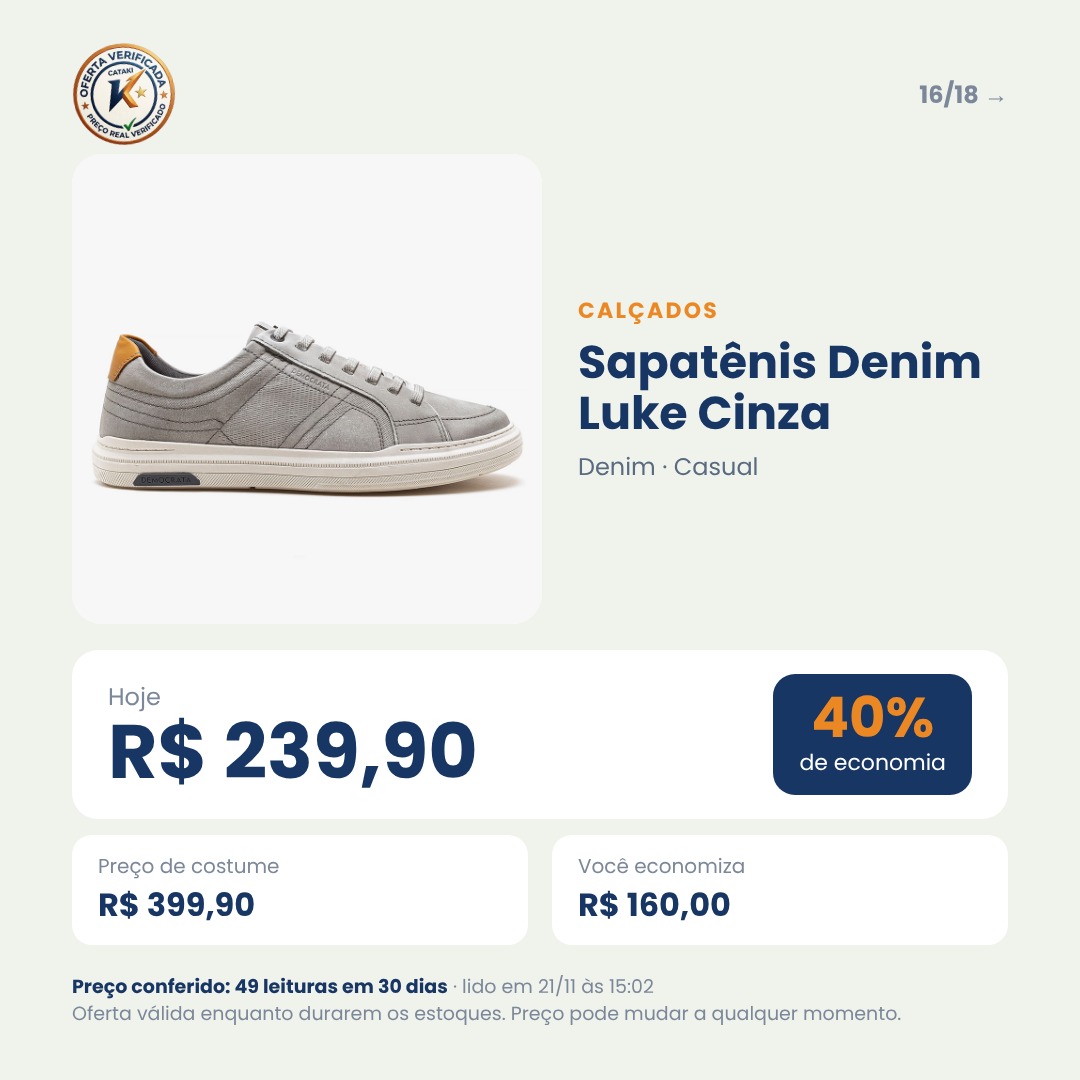 OFERTA VERIFICADA
CATAKI
K
PREÇO REAL VERIFICADO
16/18 →
DEMOCRATA
DEMOCRATA
CALÇADOS
Sapatênis Denim
Luke Cinza
Denim · Casual
Hoje
R$ 239,90
40%
de economia
Preço de costume
R$ 399,90
Você economiza
R$ 160,00
Preço conferido: 49 leituras em 30 dias · lido em 21/11 às 15:02
Oferta válida enquanto durarem os estoques. Preço pode mudar a qualquer momento.